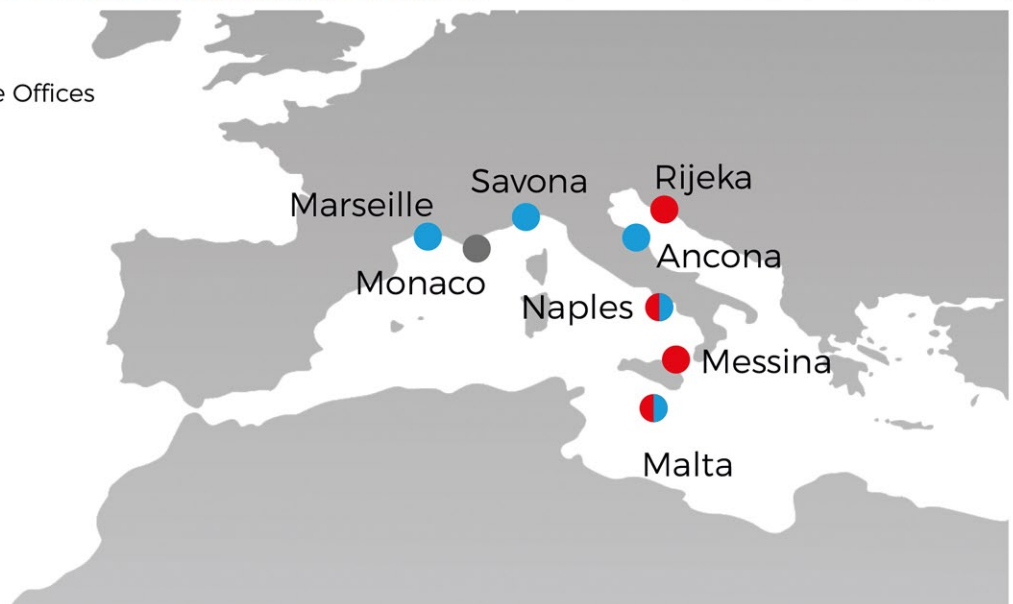 e Offices
Savona
Rijeka
Marseille
Ancona
Monaco
Naples
Messina
Malta